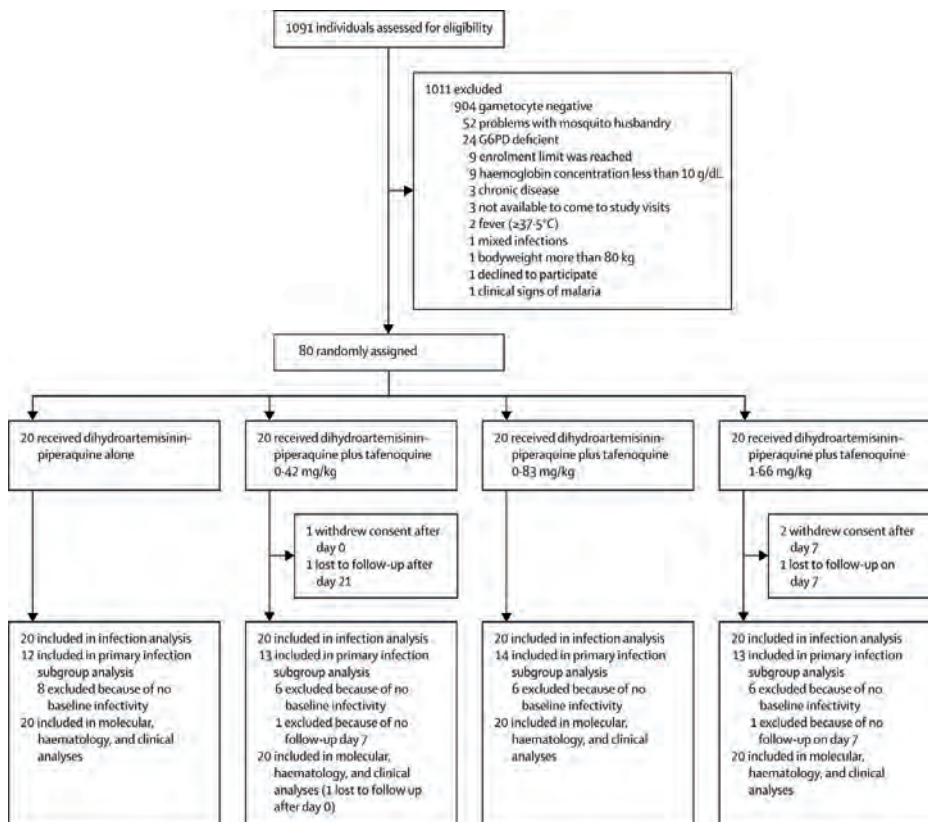 1091 individuals assessed for eligibility
1011 excluded
904 gametocyte negative
52 problems with mosquito husbandry
24 G6PD deficient
9 enrolment limit was reached
9 haemoglobin concentration less than 10 g/dL
3 chronic disease
3 not available to come to study visits
2 fever (≥37·5°C)
1 mixed infections
1 bodyweight more than 80 kg
1 declined to participate
1 clinical signs of malaria
80 randomly assigned
20 received dihydroartemisinin–
piperaquine alone
20 received dihydroartemisinin–
piperaquine plus tafenoquine
0·42 mg/kg
20 received dihydroartemisinin–
piperaquine plus tafenoquine
0·83 mg/kg
20 received dihydroartemisinin–
piperaquine plus tafenoquine
1·66 mg/kg
1 withdrew consent after
day 0
1 lost to follow-up after
day 21
2 withdrew consent after
day 7
1 lost to follow-up on
day 7
20 included in infection analysis
12 included in primary infection
subgroup analysis
8 excluded because of no
baseline infectivity
20 included in molecular,
haematology, and clinical
analyses
20 included in infection analysis
13 included in primary infection
subgroup analysis
6 excluded because of no
baseline infectivity
1 excluded because of no
follow-up day 7
20 included in molecular,
haematology, and clinical
analyses (1 lost to follow up
after day 0)
20 included in infection analysis
14 included in primary infection
subgroup analysis
6 excluded because of no
baseline infectivity
20 included in molecular,
haematology, and clinical
analyses
20 included in infection analysis
13 included in primary infection
subgroup analysis
6 excluded because of no
baseline infectivity
1 excluded because of no
follow-up on day 7
20 included in molecular,
haematology, and clinical
analyses